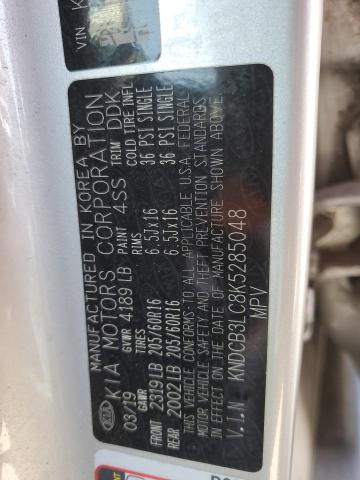 VIN K
MANUFACTURED IN KOREA BY
KIA MOTORS CORPORATION
03/19 GVWR 4189 LB PAINT 4SS TRIM DDK
GAWR TIRES RIMS COLD TIRE INFL
FRONT 2319 LB 205/60R16 6.5Jx16 36 PSI SINGLE
REAR 2002 LB 205/60R16 6.5Jx16 36 PSI SINGLE
THIS VEHICLE CONFORMS TO ALL APPLICABLE U.S.A. FEDERAL
MOTOR VEHICLE SAFETY AND THEFT PREVENTION STANDARDS
IN EFFECT ON THE DATE OF MANUFACTURE SHOWN ABOVE.
V.I.N KNDCB3LC8K5285048
MPV